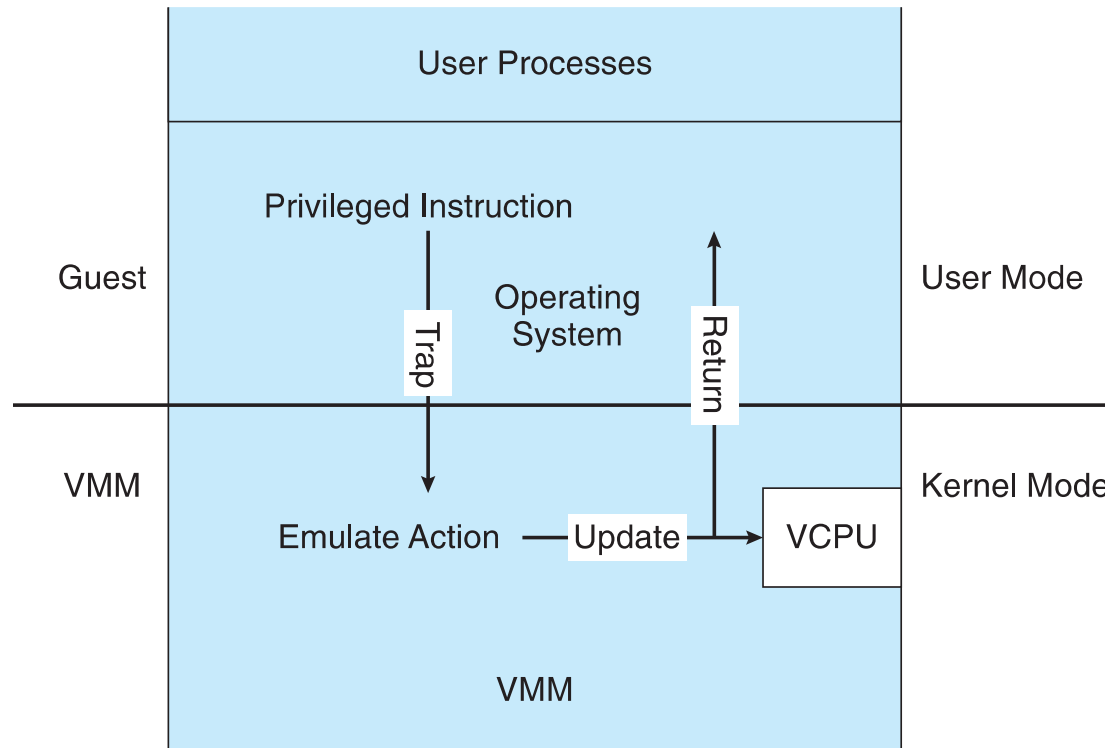 User Processes
Privileged Instruction
Guest
User Mode
Operating
System
Trap
Return
VMM
Kernel Mode
Emulate Action
Update
VCPU
VMM